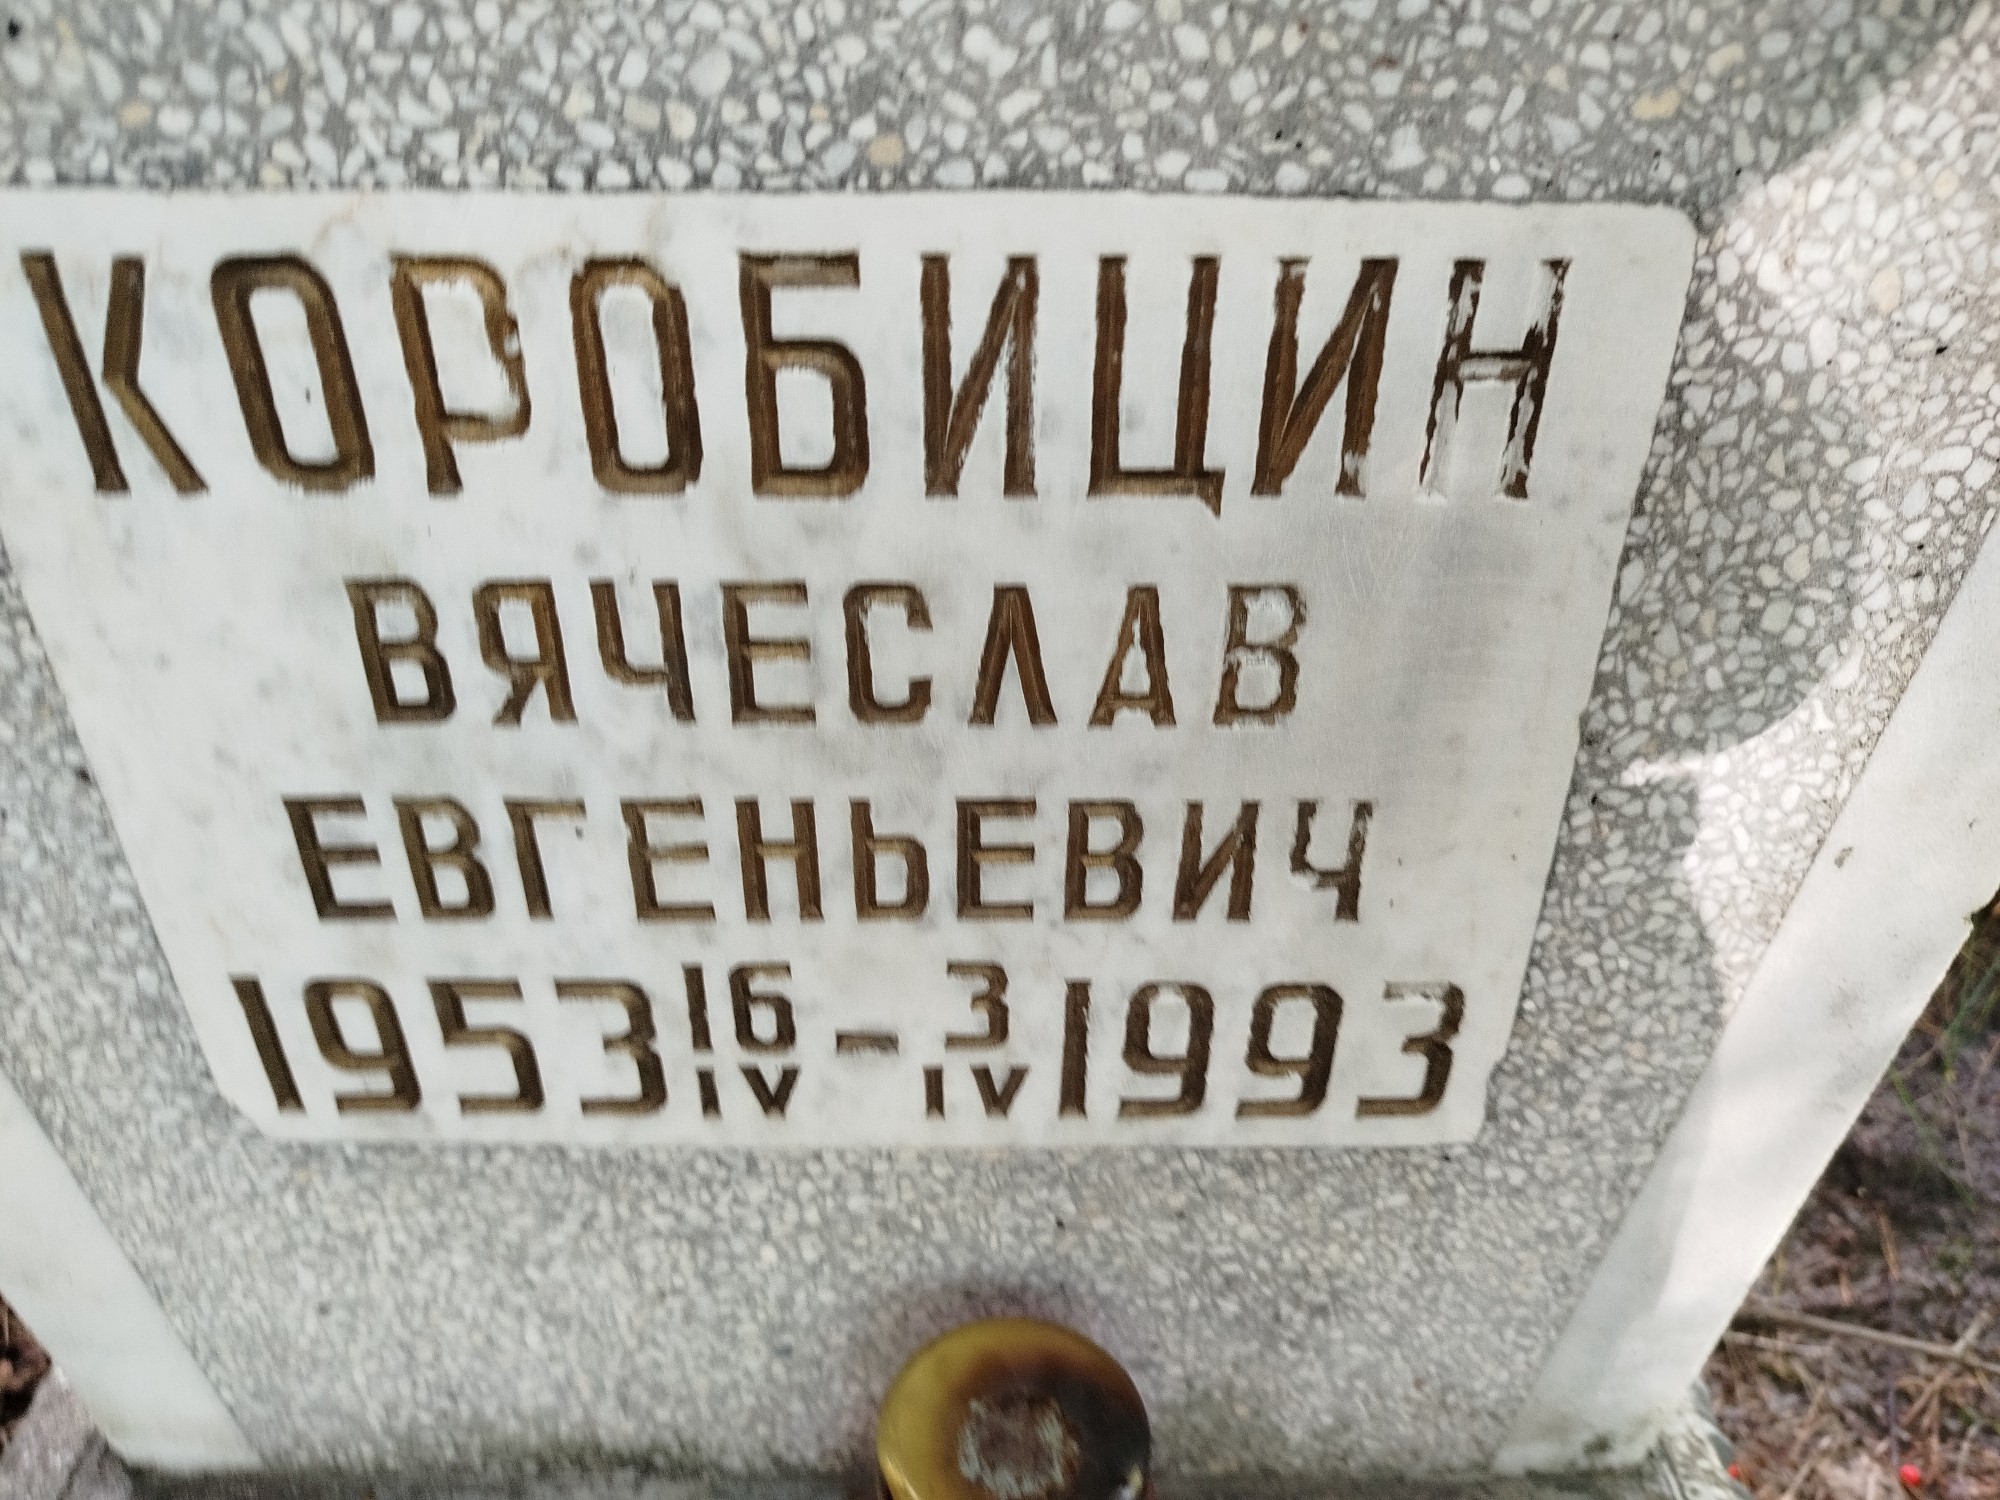 КОРОБИЦИН
ВЯЧЕСЛАВ
ЕВГЕНЬЕВИЧ
1953 16/IV – 3/IV 1993